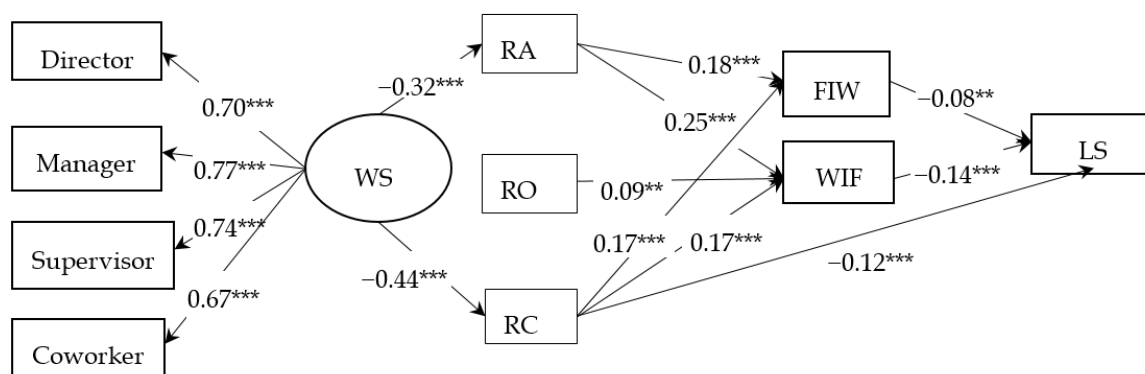 Director
Manager
Supervisor
Coworker
0.70***
0.77***
0.74***
0.67***
WS
−0.32***
−0.44***
RA
RO
RC
0.18***
0.25***
0.09**
0.17***
0.17***
FIW
WIF
−0.08**
−0.14***
−0.12***
LS